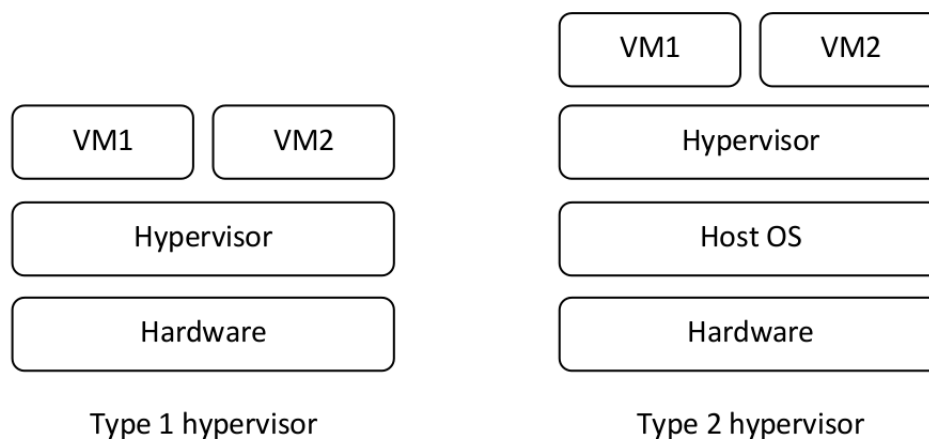 VM1 VM2
Hypervisor
Hardware
Type 1 hypervisor
VM1 VM2
Hypervisor
Host OS
Hardware
Type 2 hypervisor